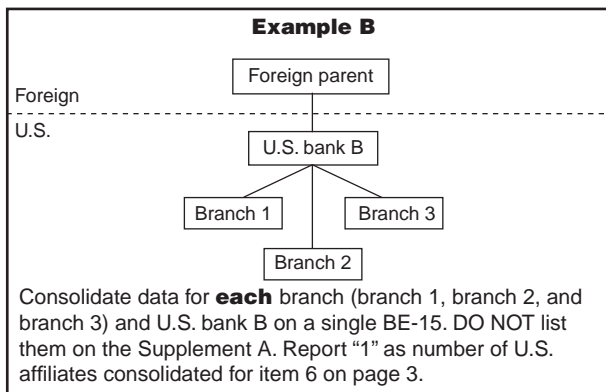 Example B
Foreign parent
Foreign
U.S.
U.S. bank B
Branch 1
Branch 3
Branch 2
Consolidate data for each branch (branch 1, branch 2, and
branch 3) and U.S. bank B on a single BE-15. DO NOT list
them on the Supplement A. Report “1” as number of U.S.
affiliates consolidated for item 6 on page 3.